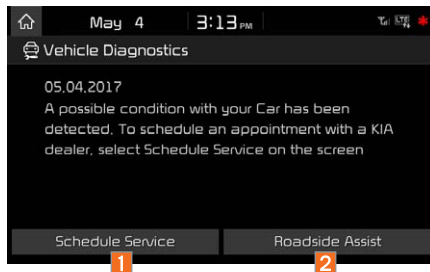 May 4 3:13 PM LTE
Vehicle Diagnostics
05.04.2017
A possible condition with your Car has been
detected. To schedule an appointment with a KIA
dealer, select Schedule Service on the screen
Schedule Service Roadside Assist
1 2